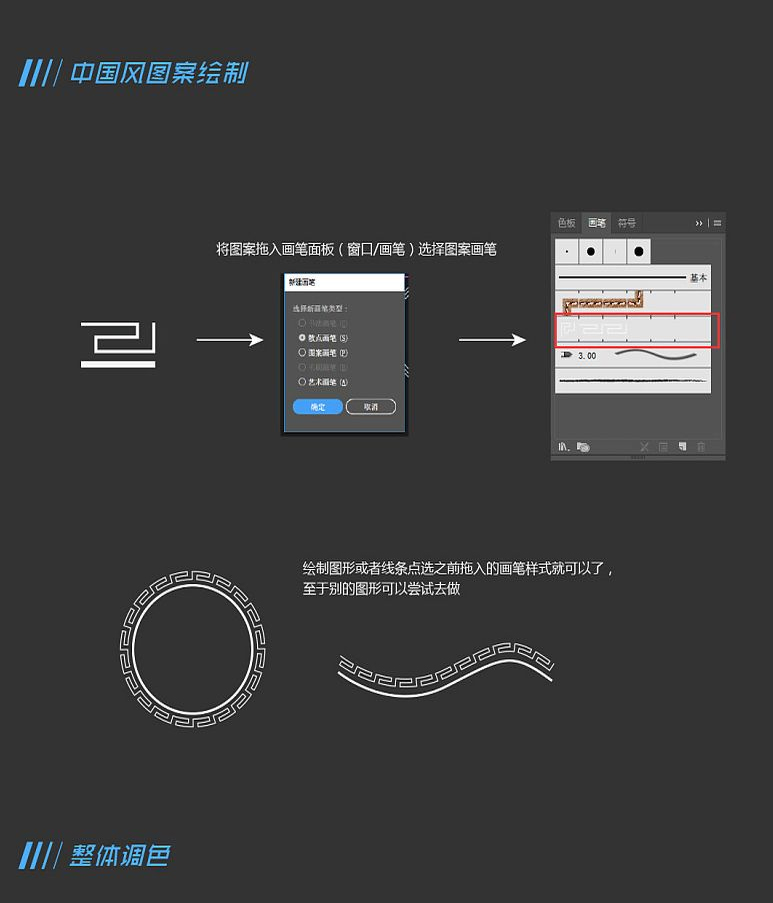 中国风图案绘制
将图案拖入画笔面板（窗口/画笔）选择图案画笔
色板 画笔 符号
基本
3.00
新建画笔
选择新画笔类型：
书法画笔 (C)
散点画笔 (S)
图案画笔 (P)
毛刷画笔 (B)
艺术画笔 (A)
确定 取消
绘制图形或者线条点选之前拖入的画笔样式就可以了，
至于别的图形可以尝试去做
整体调色